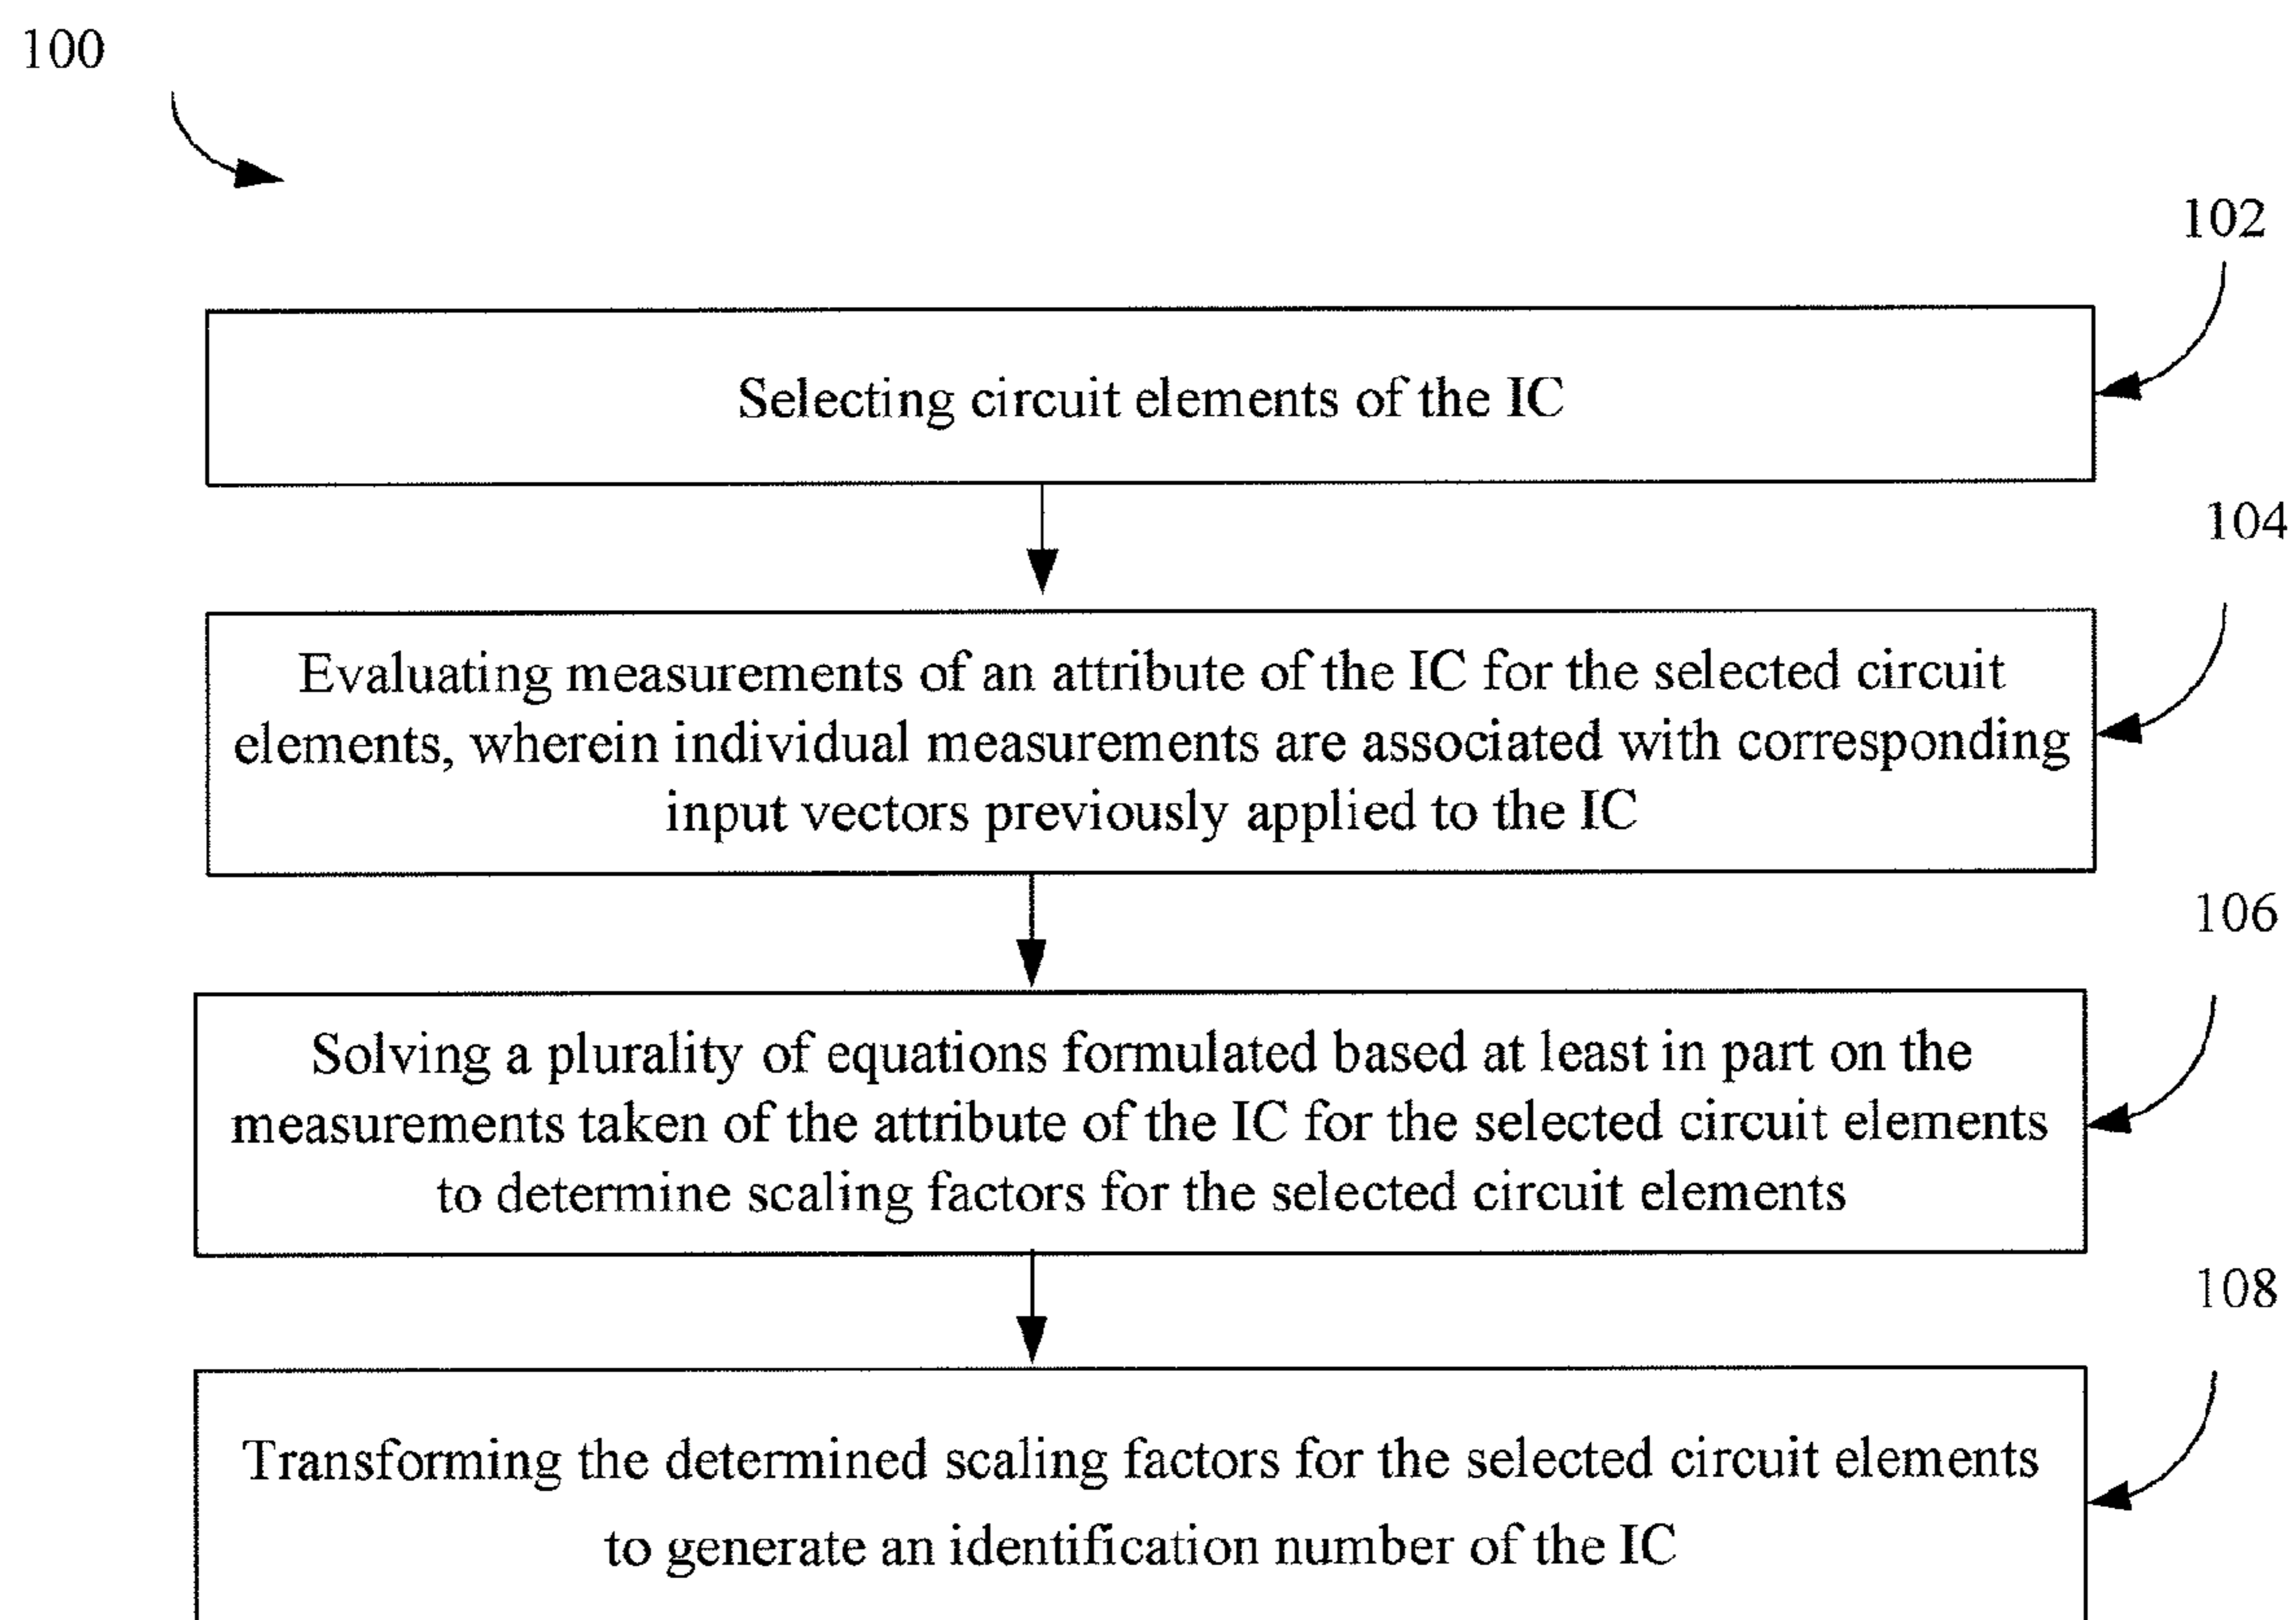 100
102
Selecting circuit elements of the IC
104
Evaluating measurements of an attribute of the IC for the selected circuit
elements, wherein individual measurements are associated with corresponding
input vectors previously applied to the IC
106
Solving a plurality of equations formulated based at least in part on the
measurements taken of the attribute of the IC for the selected circuit elements
to determine scaling factors for the selected circuit elements
108
Transforming the determined scaling factors for the selected circuit elements
to generate an identification number of the IC